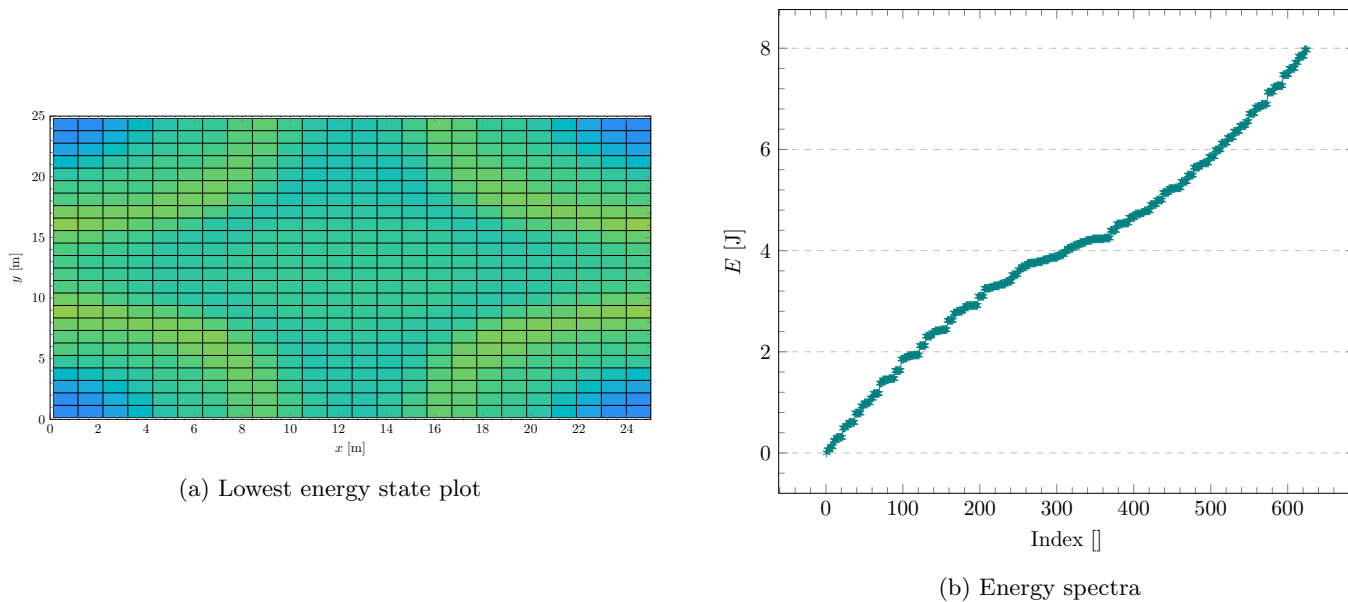 25
20
15
10
5
0
y [m]
0 2 4 6 8 10 12 14 16 18 20 22 24
x [m]
(a) Lowest energy state plot
8
6
4
2
0
E [J]
0 100 200 300 400 500 600
Index []
(b) Energy spectra